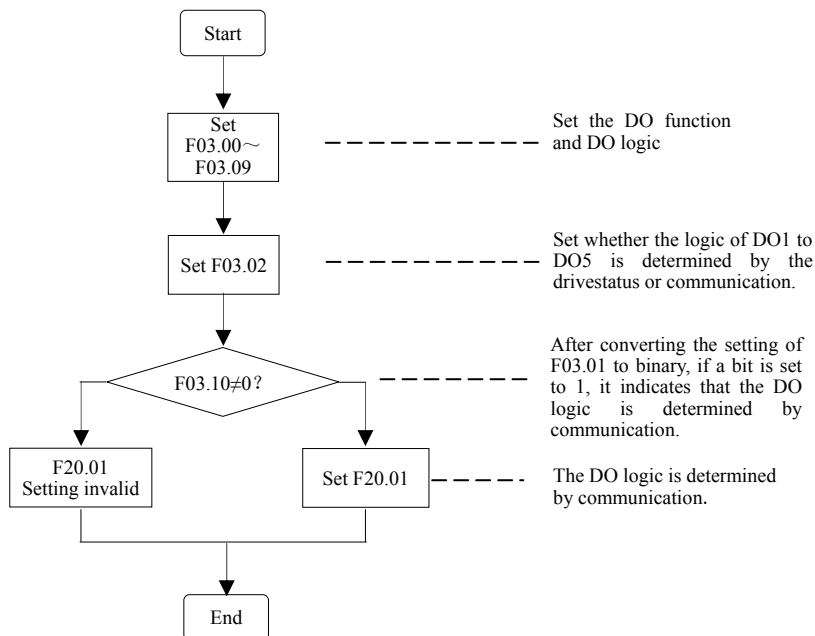 Start
Set
F03.00～
F03.09
Set the DO function
and DO logic
Set F03.02
Set whether the logic of DO1 to
DO5 is determined by the
drivestatus or communication.
F03.10≠0?
After converting the setting of
F03.01 to binary, if a bit is set
to 1, it indicates that the DO
logic is determined by
communication.
F20.01
Setting invalid
Set F20.01
The DO logic is determined
by communication.
End